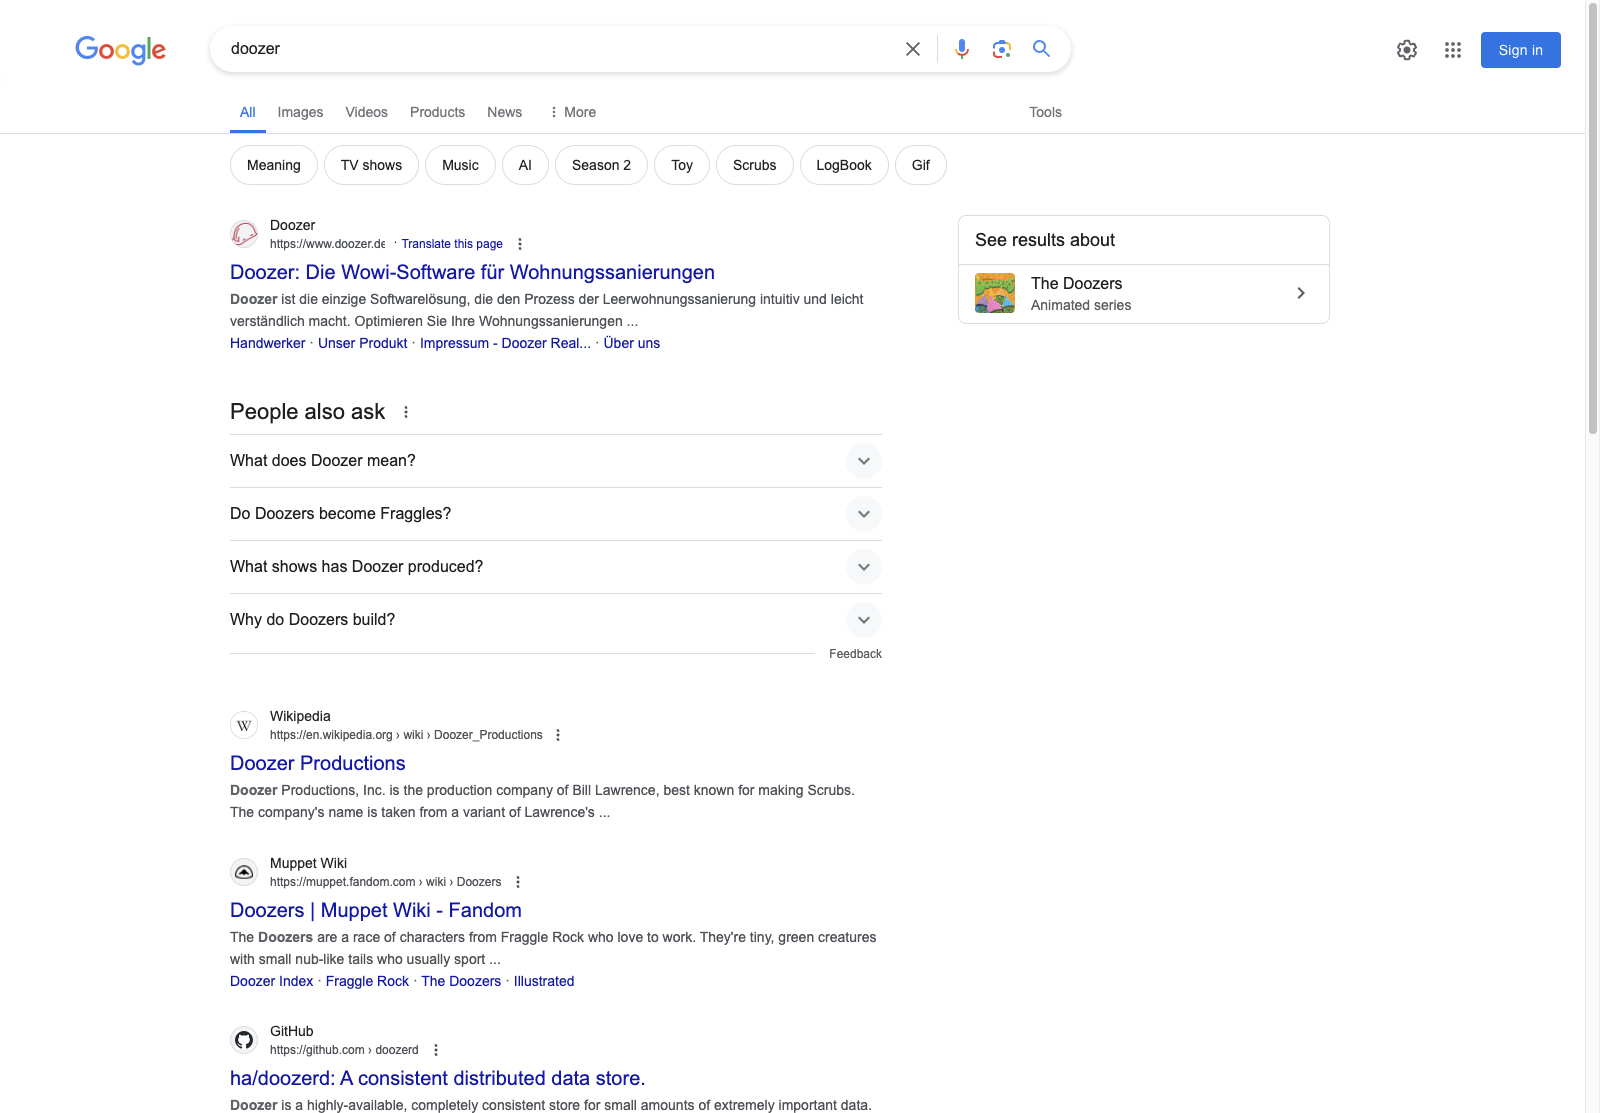 Google
doozer
Sign in
All Images Videos Products News More Tools
Meaning TV shows Music AI Season 2 Toy Scrubs LogBook Gif
Doozer
https://www.doozer.de · Translate this page
Doozer: Die Wowi-Software für Wohnungssanierungen
Doozer ist die einzige Softwarelösung, die den Prozess der Leerwohnungssanierung intuitiv und leicht
verständlich macht. Optimieren Sie Ihre Wohnungssanierungen ...
Handwerker · Unser Produkt · Impressum - Doozer Real... · Über uns
See results about
The Doozers
Animated series
People also ask
What does Doozer mean?
Do Doozers become Fraggles?
What shows has Doozer produced?
Why do Doozers build?
Feedback
W
Wikipedia
https://en.wikipedia.org › wiki › Doozer_Productions
Doozer Productions
Doozer Productions, Inc. is the production company of Bill Lawrence, best known for making Scrubs.
The company's name is taken from a variant of Lawrence's ...
Muppet Wiki
https://muppet.fandom.com › wiki › Doozers
Doozers | Muppet Wiki - Fandom
The Doozers are a race of characters from Fraggle Rock who love to work. They're tiny, green creatures
with small nub-like tails who usually sport ...
Doozer Index · Fraggle Rock · The Doozers · Illustrated
GitHub
https://github.com › doozerd
ha/doozerd: A consistent distributed data store.
Doozer is a highly-available, completely consistent store for small amounts of extremely important data.